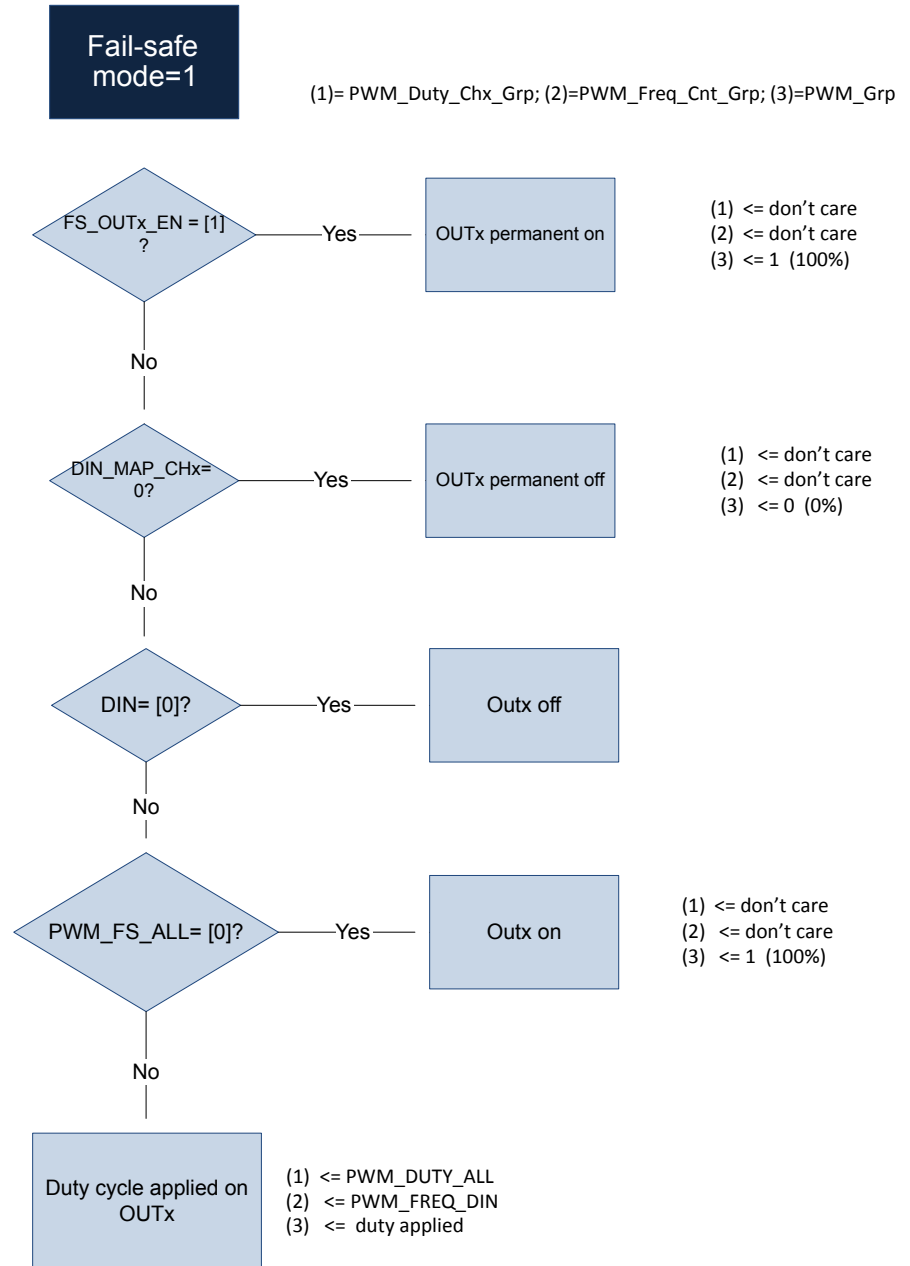 Fail-safe
mode=1
(1)= PWM_Duty_Chx_Grp; (2)=PWM_Freq_Cnt_Grp; (3)=PWM_Grp
FS_OUTx_EN = [1]
?
Yes
OUTx permanent on
(1) <= don’t care
(2) <= don’t care
(3) <= 1 (100%)
No
DIN_MAP_CHx=
0?
Yes
OUTx permanent off
(1) <= don’t care
(2) <= don’t care
(3) <= 0 (0%)
No
DIN= [0]?
Yes
Outx off
No
PWM_FS_ALL= [0]?
Yes
Outx on
(1) <= don’t care
(2) <= don’t care
(3) <= 1 (100%)
No
Duty cycle applied on
OUTx
(1) <= PWM_DUTY_ALL
(2) <= PWM_FREQ_DIN
(3) <= duty applied